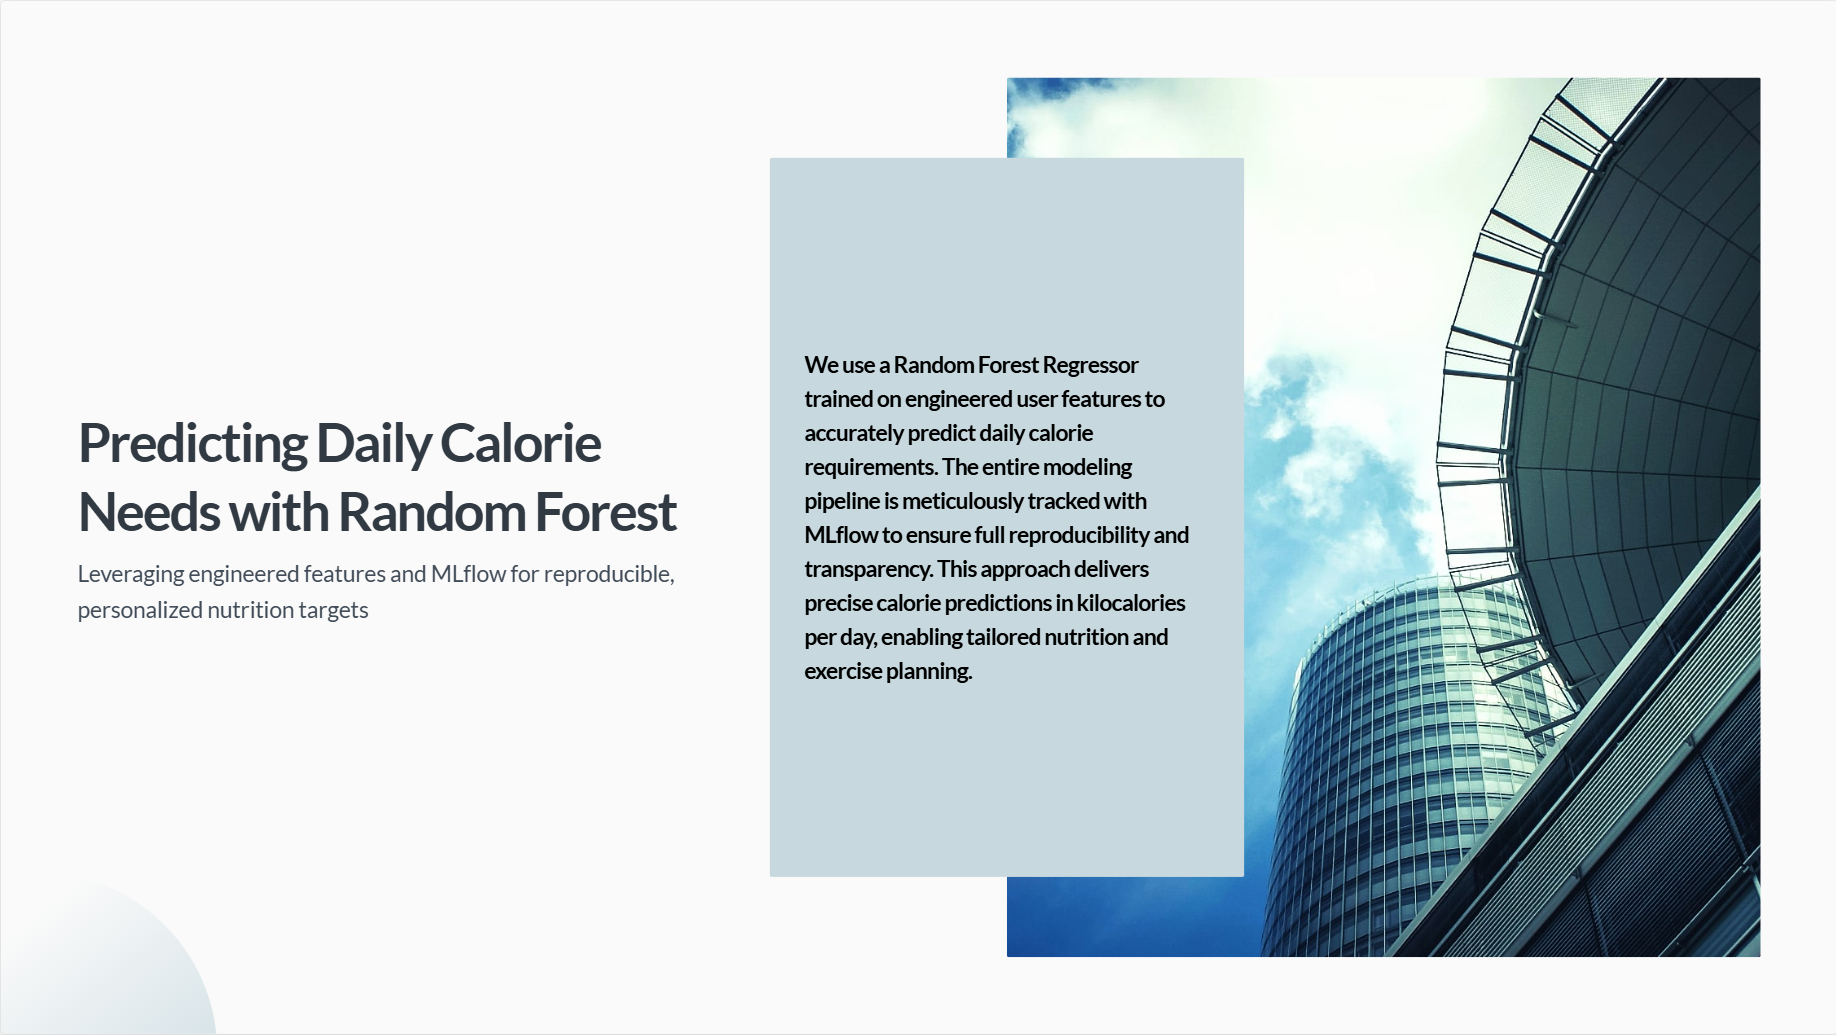 Predicting Daily Calorie
Needs with Random Forest
Leveraging engineered features and MLflow for reproducible,
personalized nutrition targets
We use a Random Forest Regressor
trained on engineered user features to
accurately predict daily calorie
requirements. The entire modeling
pipeline is meticulously tracked with
MLflow to ensure full reproducibility and
transparency. This approach delivers
precise calorie predictions in kilocalories
per day, enabling tailored nutrition and
exercise planning.